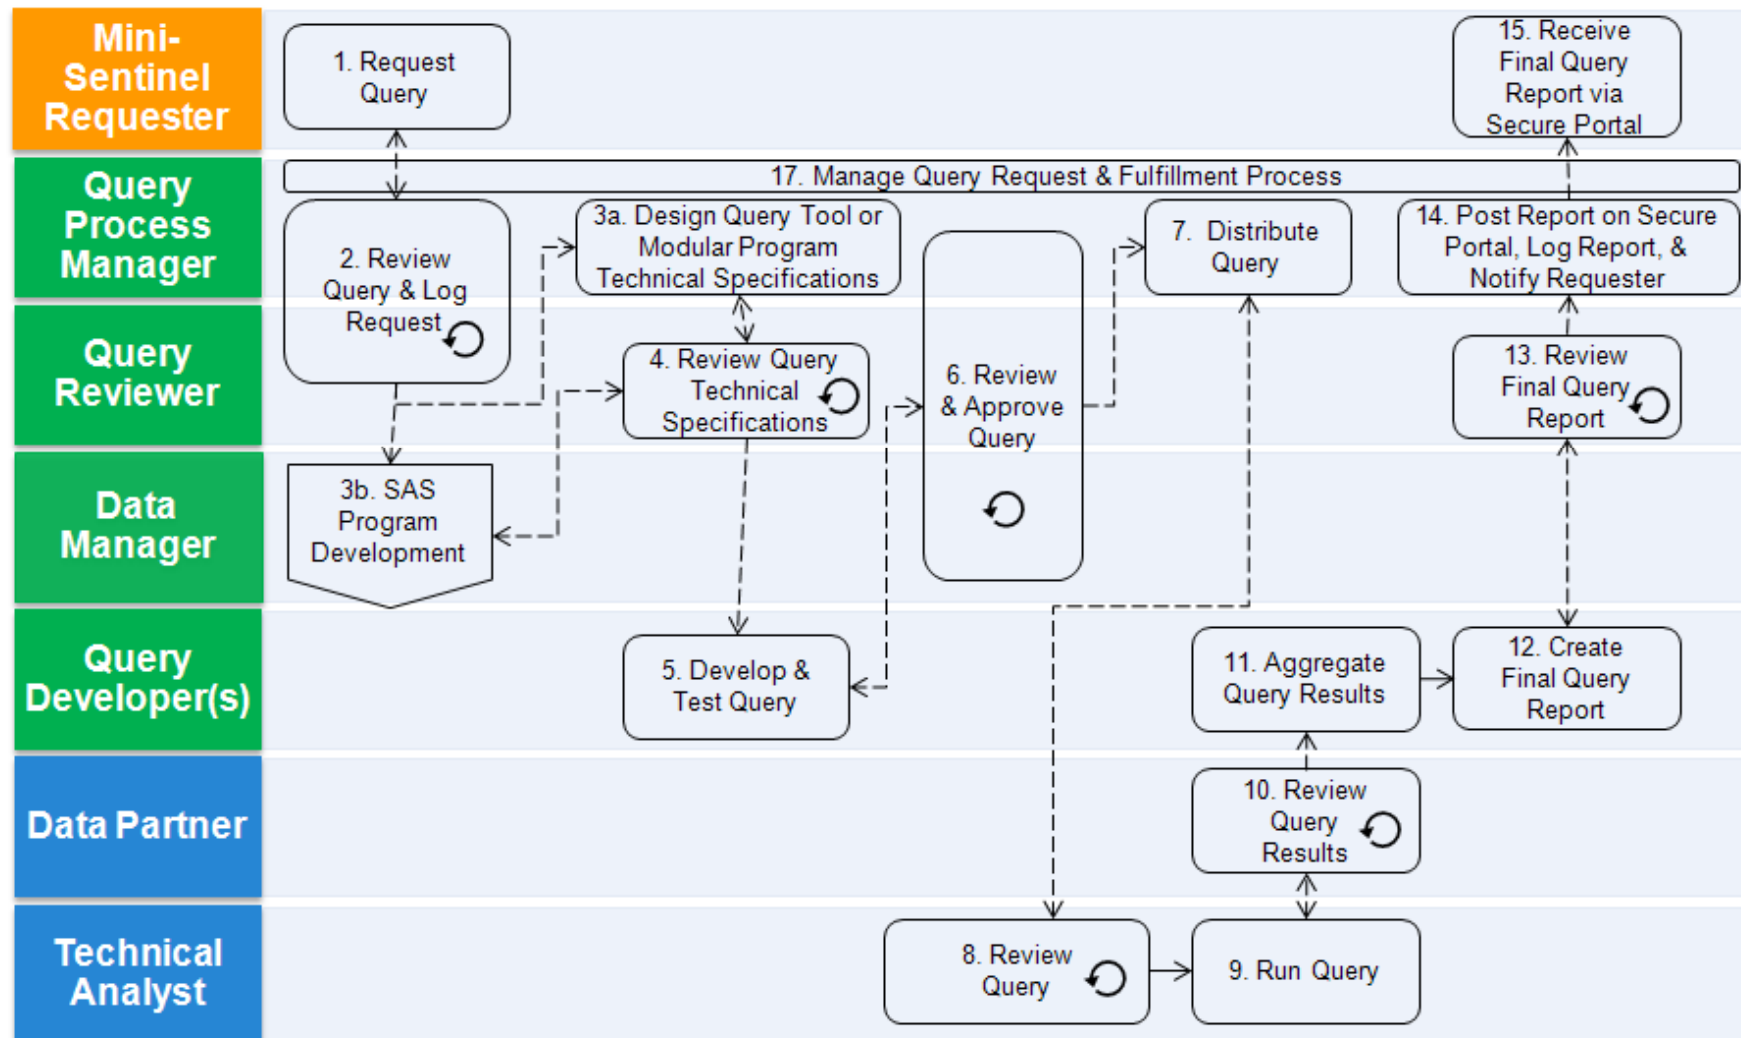 Mini-
Sentinel
Requester
1. Request
Query
15. Receive
Final Query
Report via
Secure Portal
Query
Process
Manager
17. Manage Query Request & Fulfillment Process
2. Review
Query & Log
Request
3a. Design Query Tool or
Modular Program
Technical Specifications
7. Distribute
Query
14. Post Report on Secure
Portal, Log Report, &
Notify Requester
Query
Reviewer
4. Review Query
Technical
Specifications
6. Review
& Approve
Query
13. Review
Final Query
Report
Data
Manager
3b. SAS
Program
Development
Query
Developer(s)
5. Develop &
Test Query
11. Aggregate
Query Results
12. Create
Final Query
Report
Data Partner
10. Review
Query
Results
Technical
Analyst
8. Review
Query
9. Run Query